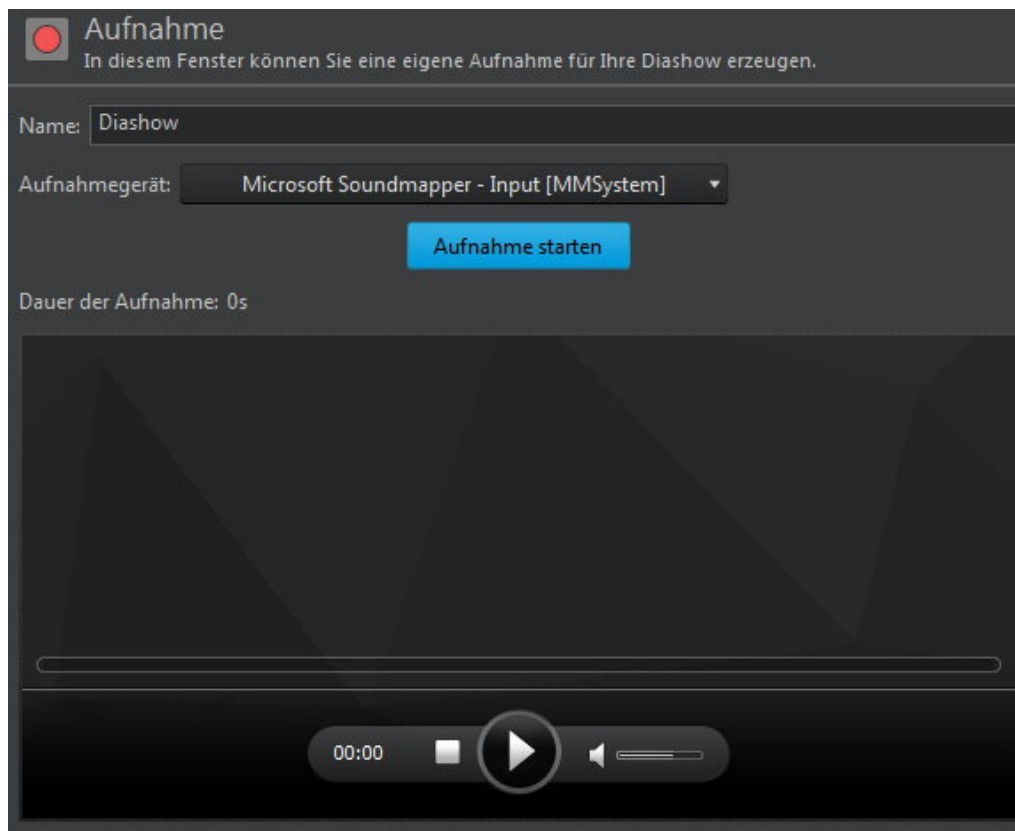 Aufnahme
In diesem Fenster können Sie eine eigene Aufnahme für Ihre Diashow erzeugen.
Name: Diashow
Aufnahmegerät: Microsoft Soundmapper - Input [MMSystem]
Aufnahme starten
Dauer der Aufnahme: 0s
00:00